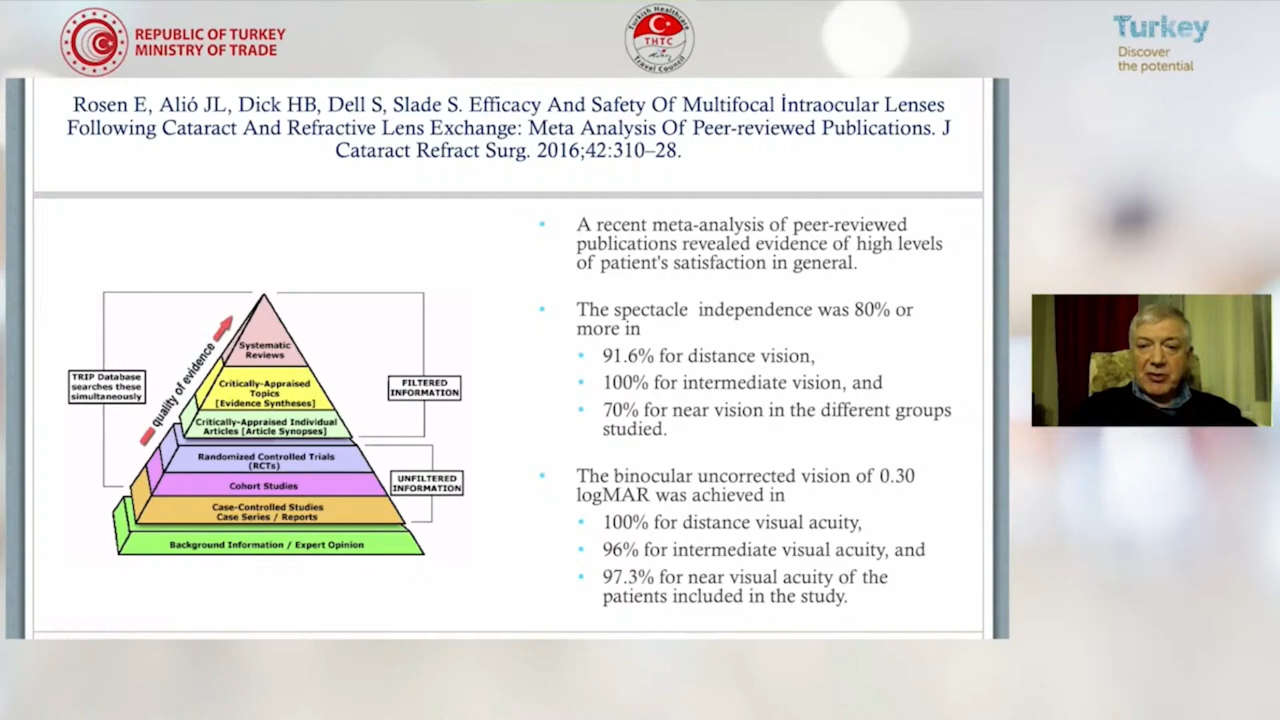 REPUBLIC OF TURKEY
MINISTRY OF TRADE
Turkish Healthcare
THTC
Travel Council
Turkey
Discover
the potential
Rosen E, Alió JL, Dick HB, Dell S, Slade S. Efficacy And Safety Of Multifocal İntraocular Lenses
Following Cataract And Refractive Lens Exchange: Meta Analysis Of Peer-reviewed Publications. J
Cataract Refract Surg. 2016;42:310–28.
TRIP Database
searches these
simultaneously
quality of evidence
Systematic
Reviews
Critically-Appraised
Topics
[Evidence Syntheses]
Critically-Appraised Individual
Articles [Article Synopses]
Randomized Controlled Trials
(RCTs)
Cohort Studies
Case-Controlled Studies
Case Series / Reports
Background Information / Expert Opinion
FILTERED
INFORMATION
UNFILTERED
INFORMATION
• A recent meta-analysis of peer-reviewed
publications revealed evidence of high levels
of patient's satisfaction in general.
• The spectacle independence was 80% or
more in
• 91.6% for distance vision,
• 100% for intermediate vision, and
• 70% for near vision in the different groups
studied.
• The binocular uncorrected vision of 0.30
logMAR was achieved in
• 100% for distance visual acuity,
• 96% for intermediate visual acuity, and
• 97.3% for near visual acuity of the
patients included in the study.